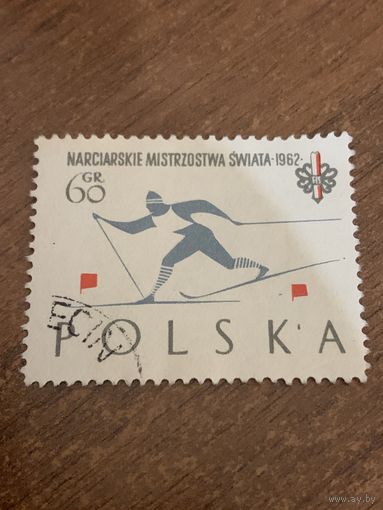 NARCIARSKIE MISTRZOSTWA ŚWIATA·1962·
60 GR.
FIS
POLSKA
www.ay.by